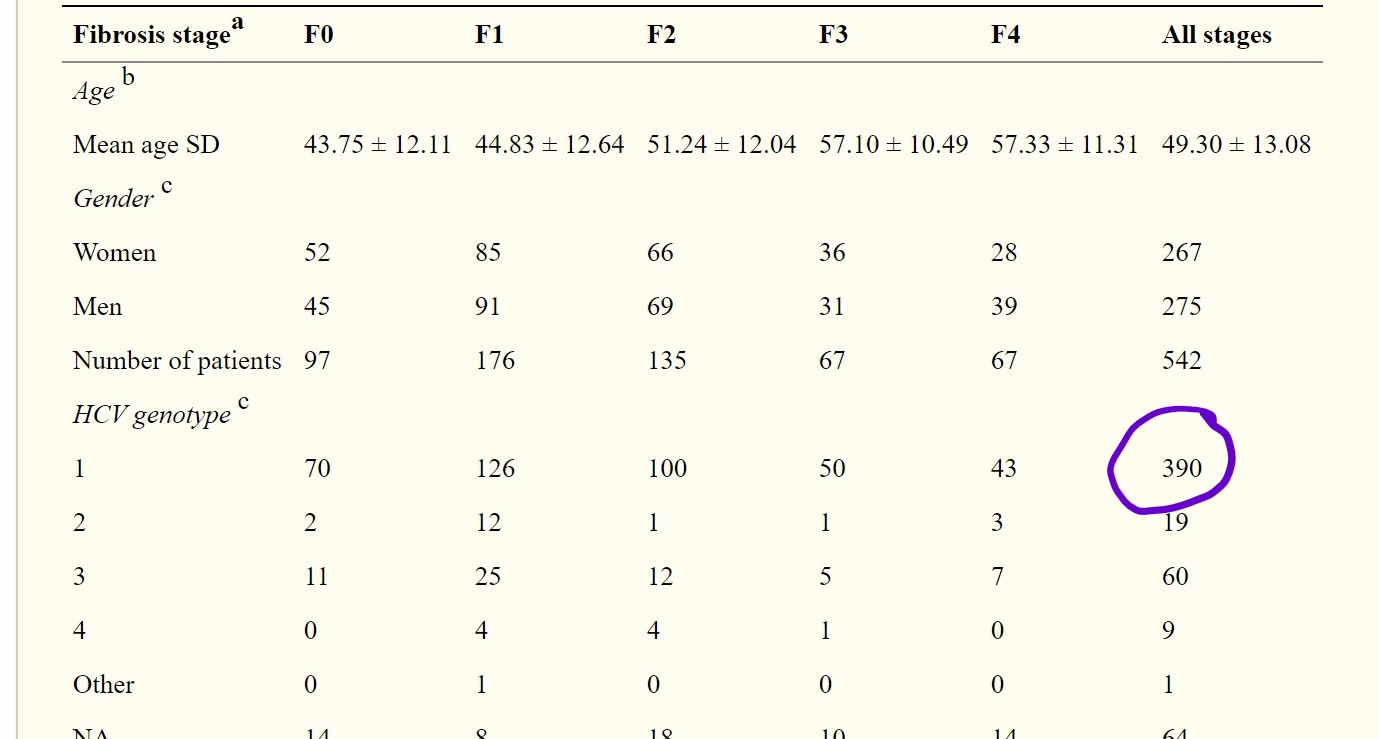 Fibrosis stage a F0 F1 F2 F3 F4 All stages
Age b
Mean age SD 43.75 ± 12.11 44.83 ± 12.64 51.24 ± 12.04 57.10 ± 10.49 57.33 ± 11.31 49.30 ± 13.08
Gender c
Women 52 85 66 36 28 267
Men 45 91 69 31 39 275
Number of patients 97 176 135 67 67 542
HCV genotype c
1 70 126 100 50 43 390
2 2 12 1 1 3 19
3 11 25 12 5 7 60
4 0 4 4 1 0 9
Other 0 1 0 0 0 1
NA 14 8 18 10 14 64